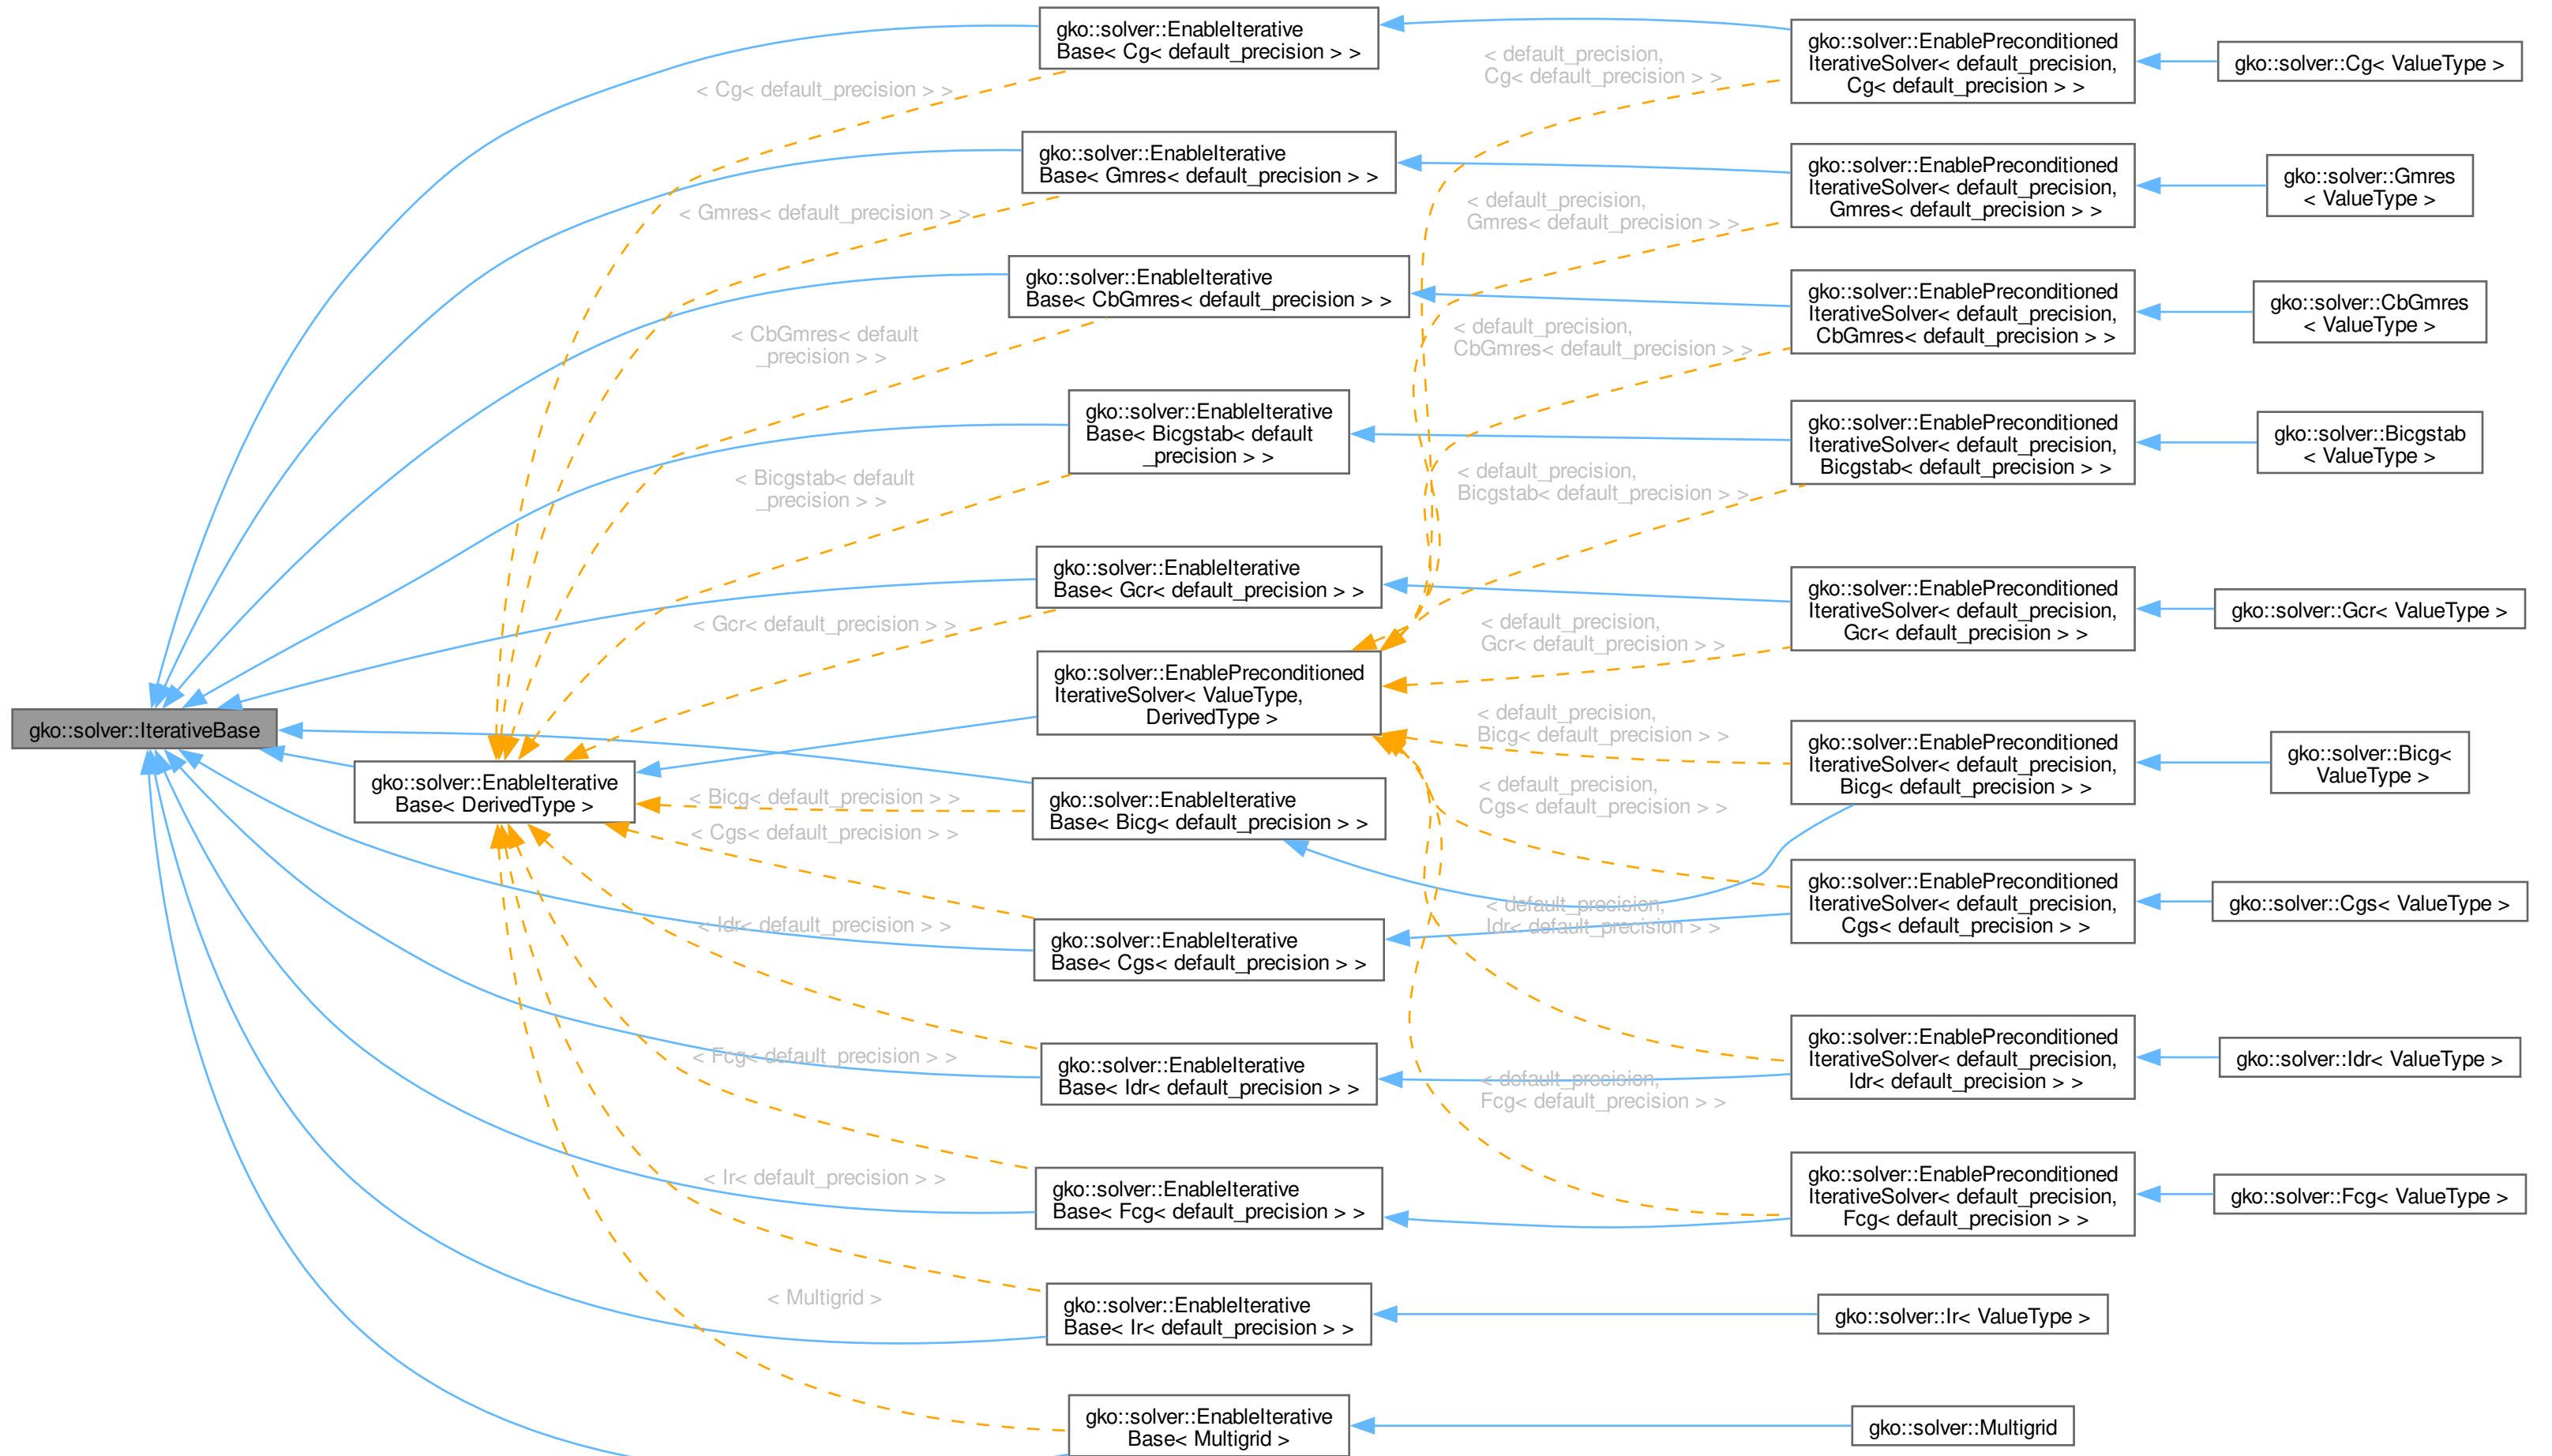 gko::solver::IterativeBase
gko::solver::EnableIterative
Base< DerivedType >
< Cg< default_precision > >
< Gmres< default_precision > >
< CbGmres< default
_precision > >
< Bicgstab< default
_precision > >
< Gcr< default_precision > >
< Bicg< default_precision > >
< Cgs< default_precision > >
< Idr< default_precision > >
< Fcg< default_precision > >
< Ir< default_precision > >
< Multigrid >
gko::solver::EnableIterative
Base< Cg< default_precision > >
gko::solver::EnableIterative
Base< Gmres< default_precision > >
gko::solver::EnableIterative
Base< CbGmres< default_precision > >
gko::solver::EnableIterative
Base< Bicgstab< default
_precision > >
gko::solver::EnableIterative
Base< Gcr< default_precision > >
gko::solver::EnablePreconditioned
IterativeSolver< ValueType,
DerivedType >
gko::solver::EnableIterative
Base< Bicg< default_precision > >
gko::solver::EnableIterative
Base< Cgs< default_precision > >
gko::solver::EnableIterative
Base< Idr< default_precision > >
gko::solver::EnableIterative
Base< Fcg< default_precision > >
gko::solver::EnableIterative
Base< Ir< default_precision > >
gko::solver::EnableIterative
Base< Multigrid >
< default_precision,
Cg< default_precision > >
< default_precision,
Gmres< default_precision > >
< default_precision,
CbGmres< default_precision > >
< default_precision,
Bicgstab< default_precision > >
< default_precision,
Gcr< default_precision > >
< default_precision,
Bicg< default_precision > >
< default_precision,
Cgs< default_precision > >
< default_precision,
Idr< default_precision > >
< default_precision,
Fcg< default_precision > >
gko::solver::EnablePreconditioned
IterativeSolver< default_precision,
Cg< default_precision > >
gko::solver::EnablePreconditioned
IterativeSolver< default_precision,
Gmres< default_precision > >
gko::solver::EnablePreconditioned
IterativeSolver< default_precision,
CbGmres< default_precision > >
gko::solver::EnablePreconditioned
IterativeSolver< default_precision,
Bicgstab< default_precision > >
gko::solver::EnablePreconditioned
IterativeSolver< default_precision,
Gcr< default_precision > >
gko::solver::EnablePreconditioned
IterativeSolver< default_precision,
Bicg< default_precision > >
gko::solver::EnablePreconditioned
IterativeSolver< default_precision,
Cgs< default_precision > >
gko::solver::EnablePreconditioned
IterativeSolver< default_precision,
Idr< default_precision > >
gko::solver::EnablePreconditioned
IterativeSolver< default_precision,
Fcg< default_precision > >
gko::solver::Ir< ValueType >
gko::solver::Multigrid
gko::solver::Cg< ValueType >
gko::solver::Gmres
< ValueType >
gko::solver::CbGmres
< ValueType >
gko::solver::Bicgstab
< ValueType >
gko::solver::Gcr< ValueType >
gko::solver::Bicg<
ValueType >
gko::solver::Cgs< ValueType >
gko::solver::Idr< ValueType >
gko::solver::Fcg< ValueType >